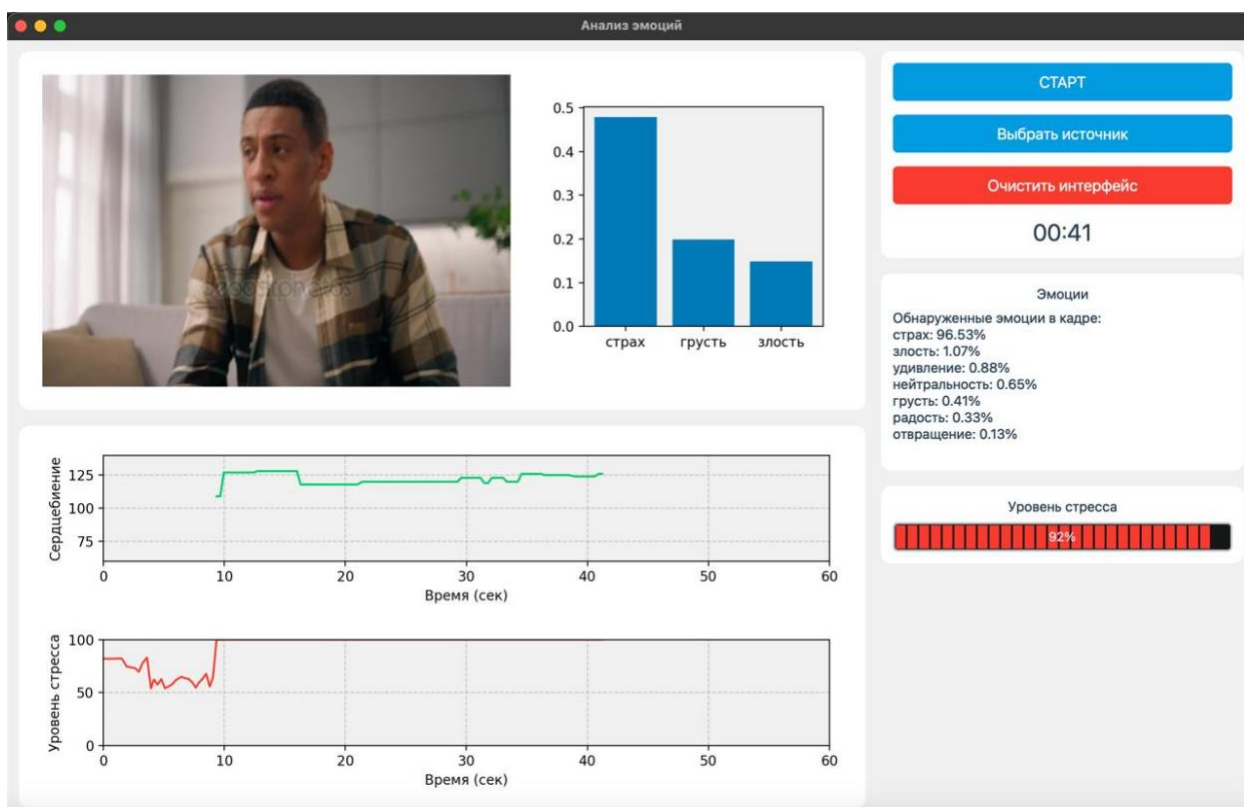 Анализ эмоций
depositphotos
0.5
0.4
0.3
0.2
0.1
0.0
страх грусть злость
СТАРТ
Выбрать источник
Очистить интерфейс
00:41
Эмоции
Обнаруженные эмоции в кадре:
страх: 96.53%
злость: 1.07%
удивление: 0.88%
нейтральность: 0.65%
грусть: 0.41%
радость: 0.33%
отвращение: 0.13%
Уровень стресса
92%
Сердцебиение
125
100
75
0 10 20 30 40 50 60
Время (сек)
Уровень стресса
100
50
0
0 10 20 30 40 50 60
Время (сек)